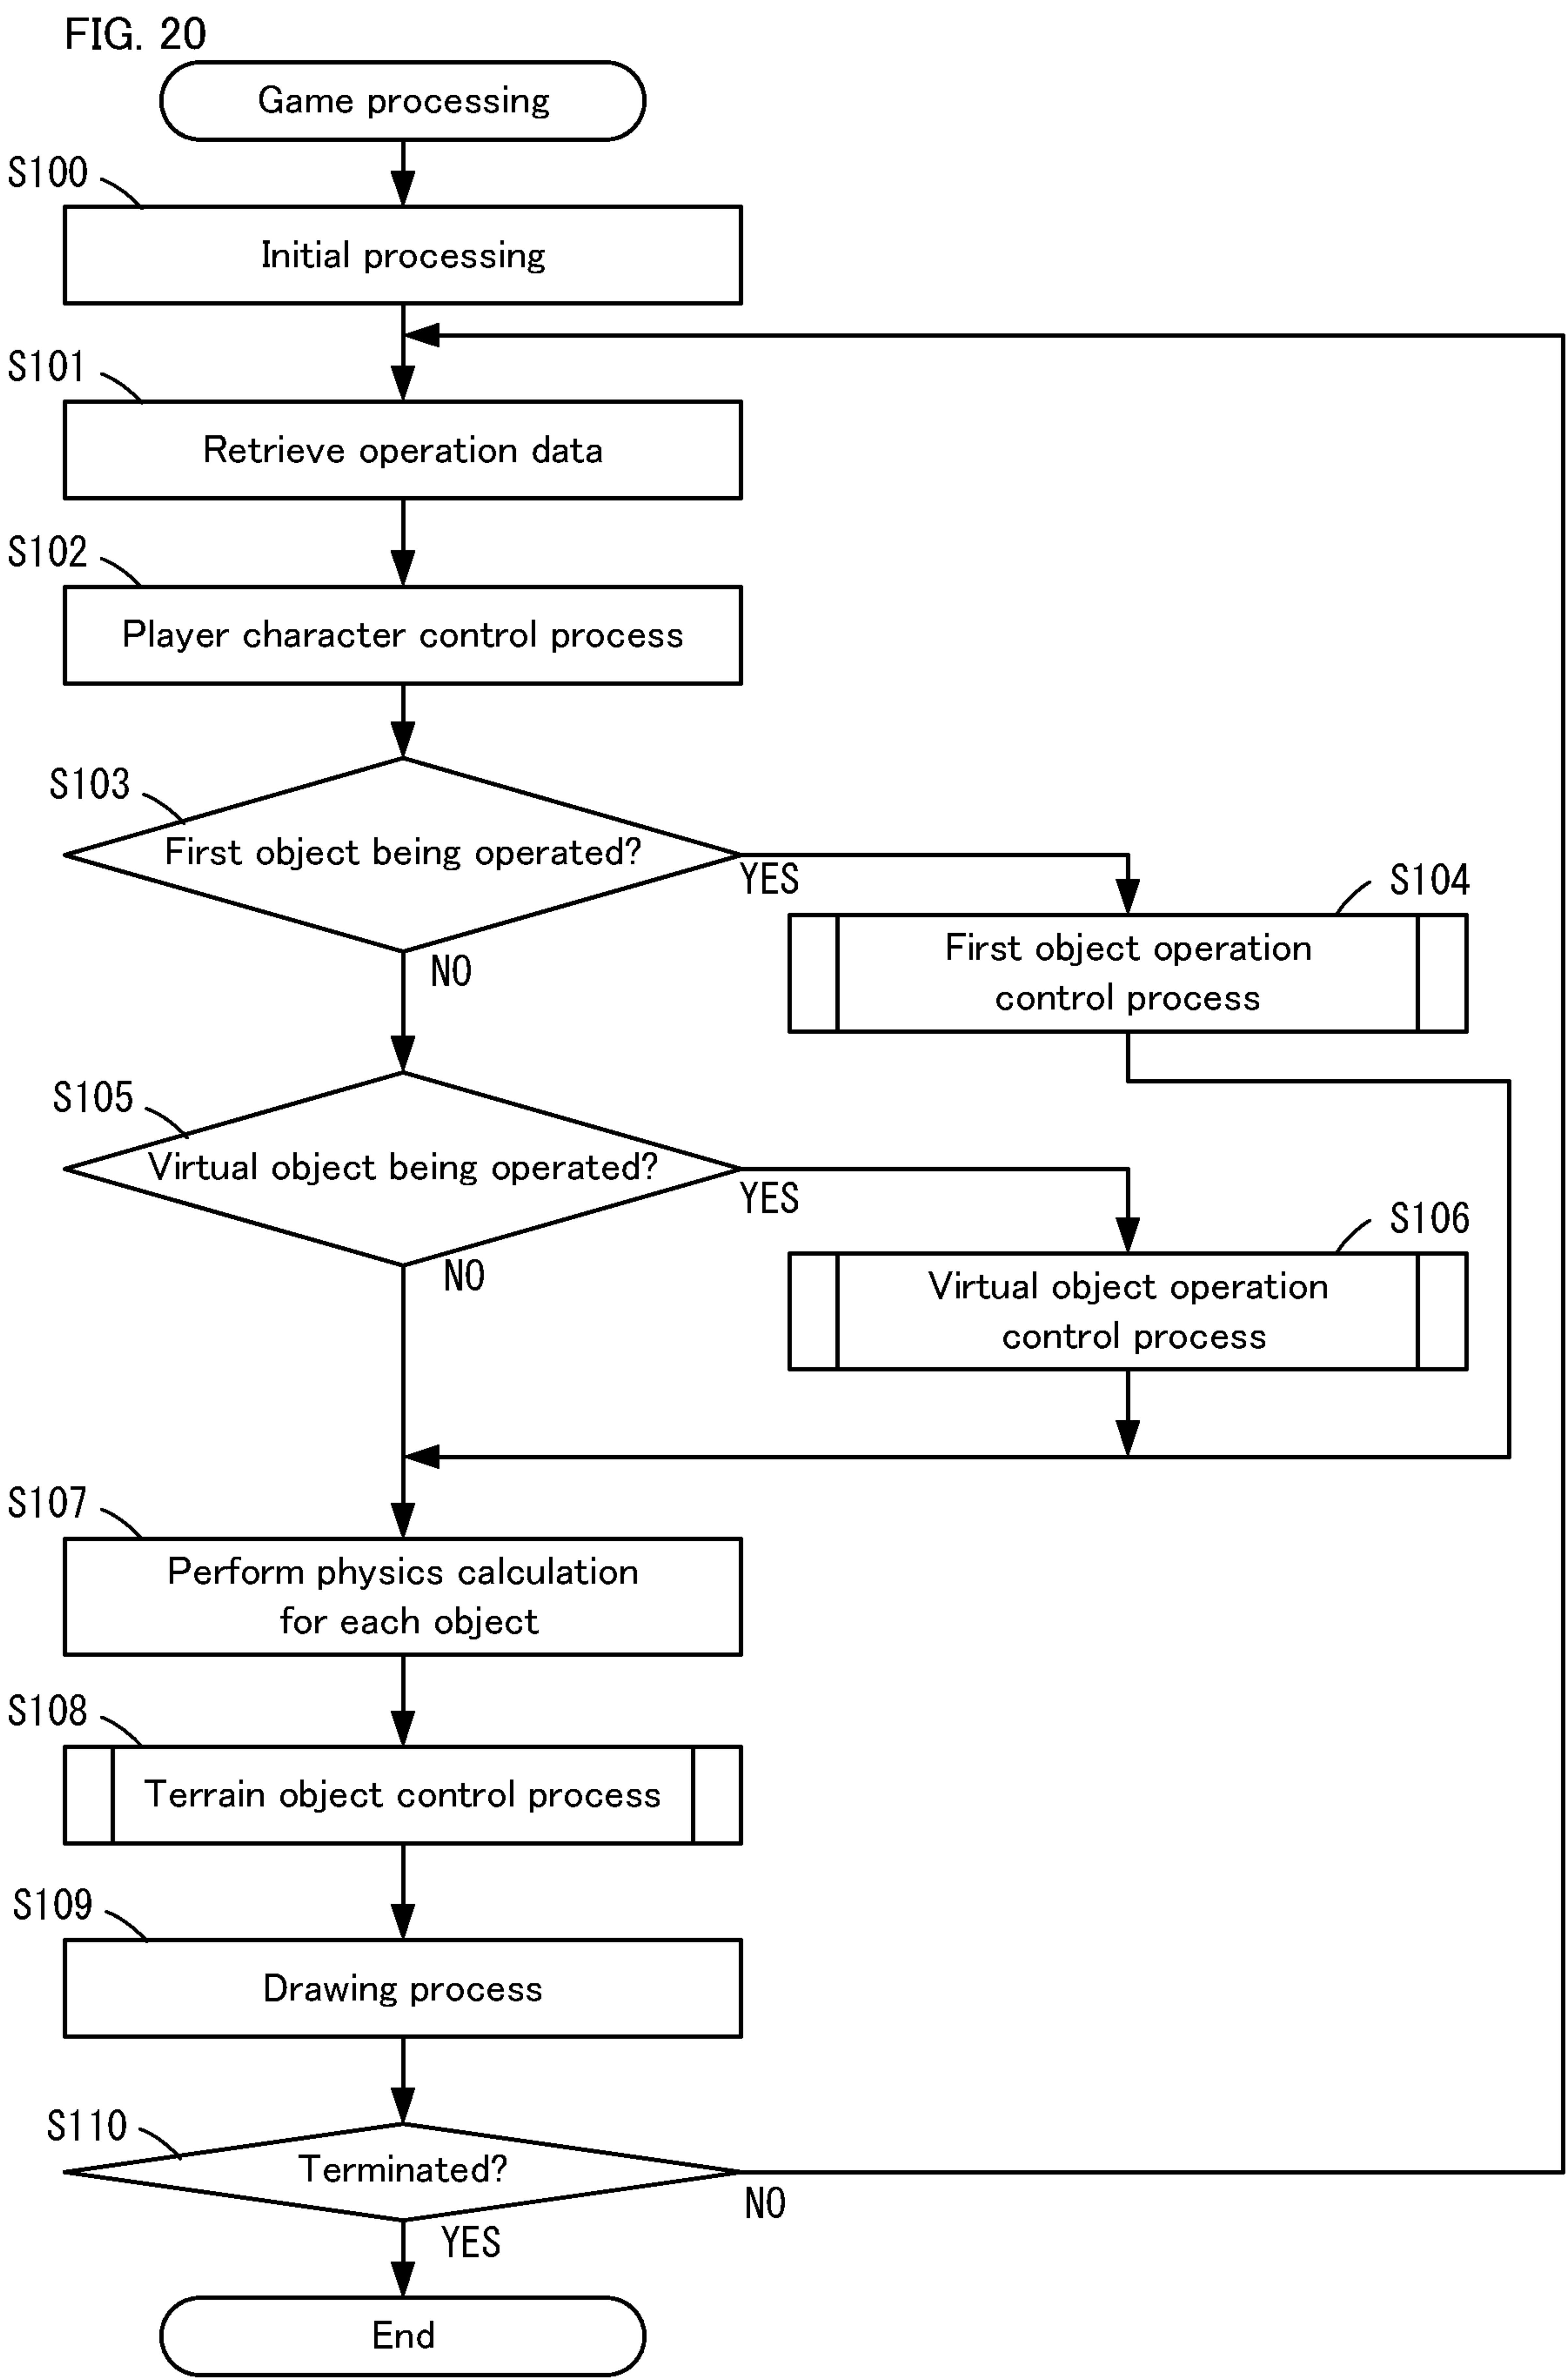 FIG. 20
Game processing
S100
Initial processing
S101
Retrieve operation data
S102
Player character control process
S103
First object being operated?
YES
NO
S104
First object operation
control process
S105
Virtual object being operated?
YES
NO
S106
Virtual object operation
control process
S107
Perform physics calculation
for each object
S108
Terrain object control process
S109
Drawing process
S110
Terminated?
NO
YES
End